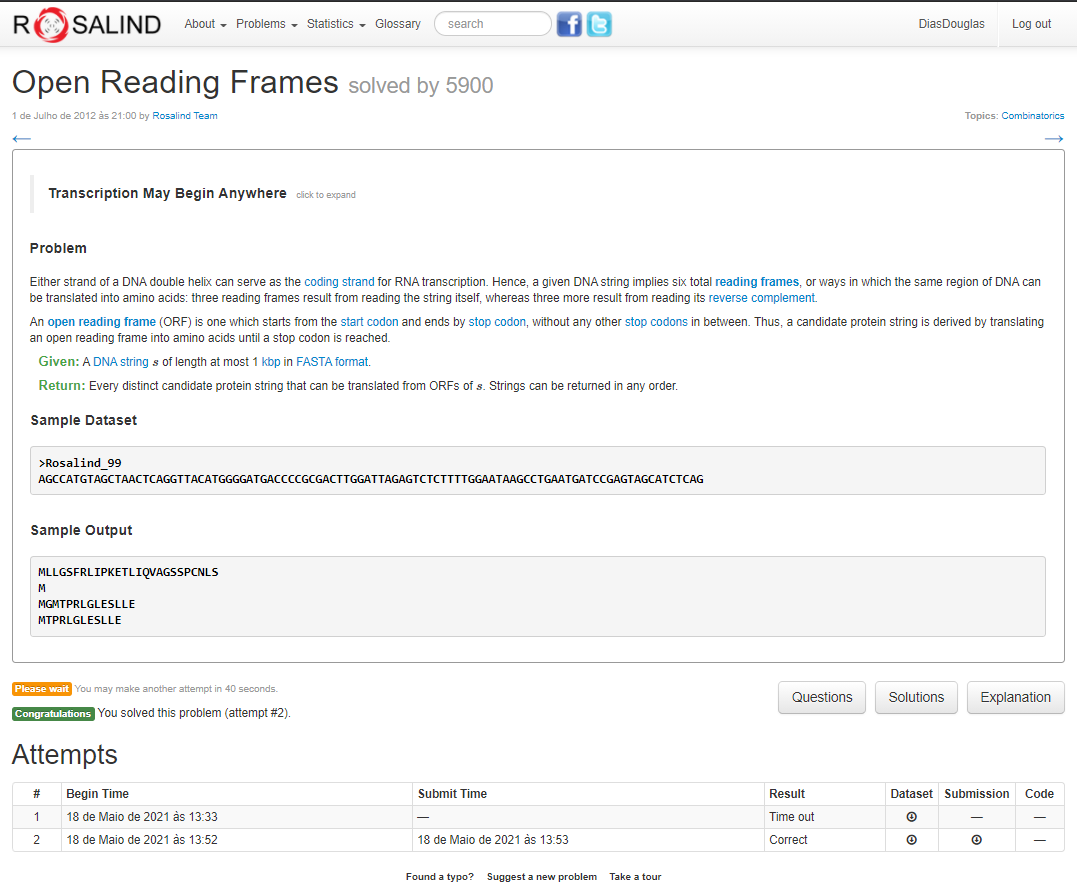 ROSALIND About Problems Statistics Glossary search DiasDouglas Log out
Open Reading Frames solved by 5900
1 de Julho de 2012 às 21:00 by Rosalind Team Topics: Combinatorics
← →
Transcription May Begin Anywhere click to expand
Problem
Either strand of a DNA double helix can serve as the coding strand for RNA transcription. Hence, a given DNA string implies six total reading frames, or ways in which the same region of DNA can
be translated into amino acids: three reading frames result from reading the string itself, whereas three more result from reading its reverse complement.
An open reading frame (ORF) is one which starts from the start codon and ends by stop codon, without any other stop codons in between. Thus, a candidate protein string is derived by translating
an open reading frame into amino acids until a stop codon is reached.
Given: A DNA string s of length at most 1 kbp in FASTA format.
Return: Every distinct candidate protein string that can be translated from ORFs of s. Strings can be returned in any order.
Sample Dataset
>Rosalind_99
AGCCATGTAGCTAACTCAGGTTACATGGGGATGACCCCGCGACTTGGATTAGAGTCTCTTTTGGAATAAGCCTGAATGATCCGAGTAGCATCTCAG
Sample Output
MLLGSFRLIPKETLIQVAGSSPCNLS
M
MGMTPRLGLESLLE
MTPRLGLESLLE
Please wait You may make another attempt in 40 seconds.
Questions Solutions Explanation
Congratulations You solved this problem (attempt #2).
Attempts
# Begin Time Submit Time Result Dataset Submission Code
1 18 de Maio de 2021 às 13:33 — Time out — —
2 18 de Maio de 2021 às 13:52 18 de Maio de 2021 às 13:53 Correct —
Found a typo? Suggest a new problem Take a tour